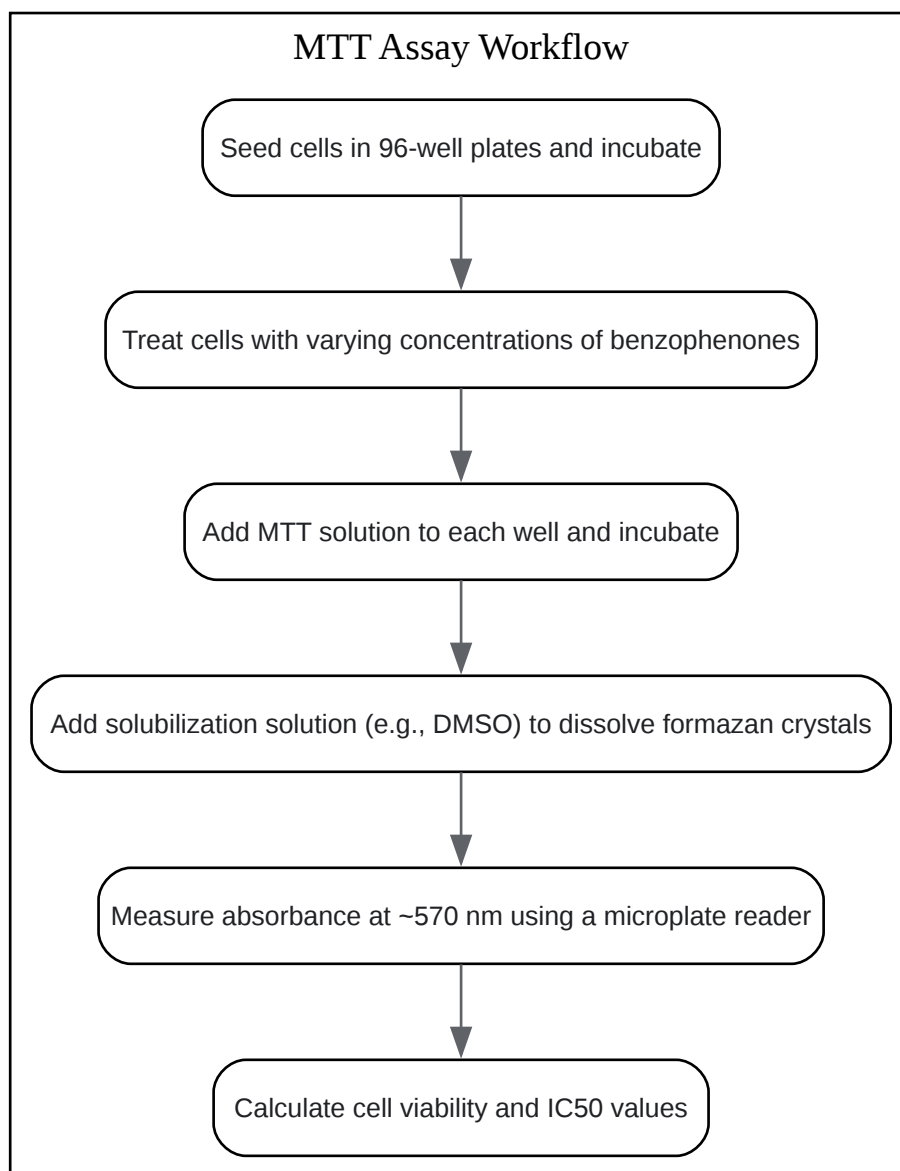 MTT Assay Workflow
Seed cells in 96-well plates and incubate
Treat cells with varying concentrations of benzophenones
Add MTT solution to each well and incubate
Add solubilization solution (e.g., DMSO) to dissolve formazan crystals
Measure absorbance at ~570 nm using a microplate reader
Calculate cell viability and IC50 values